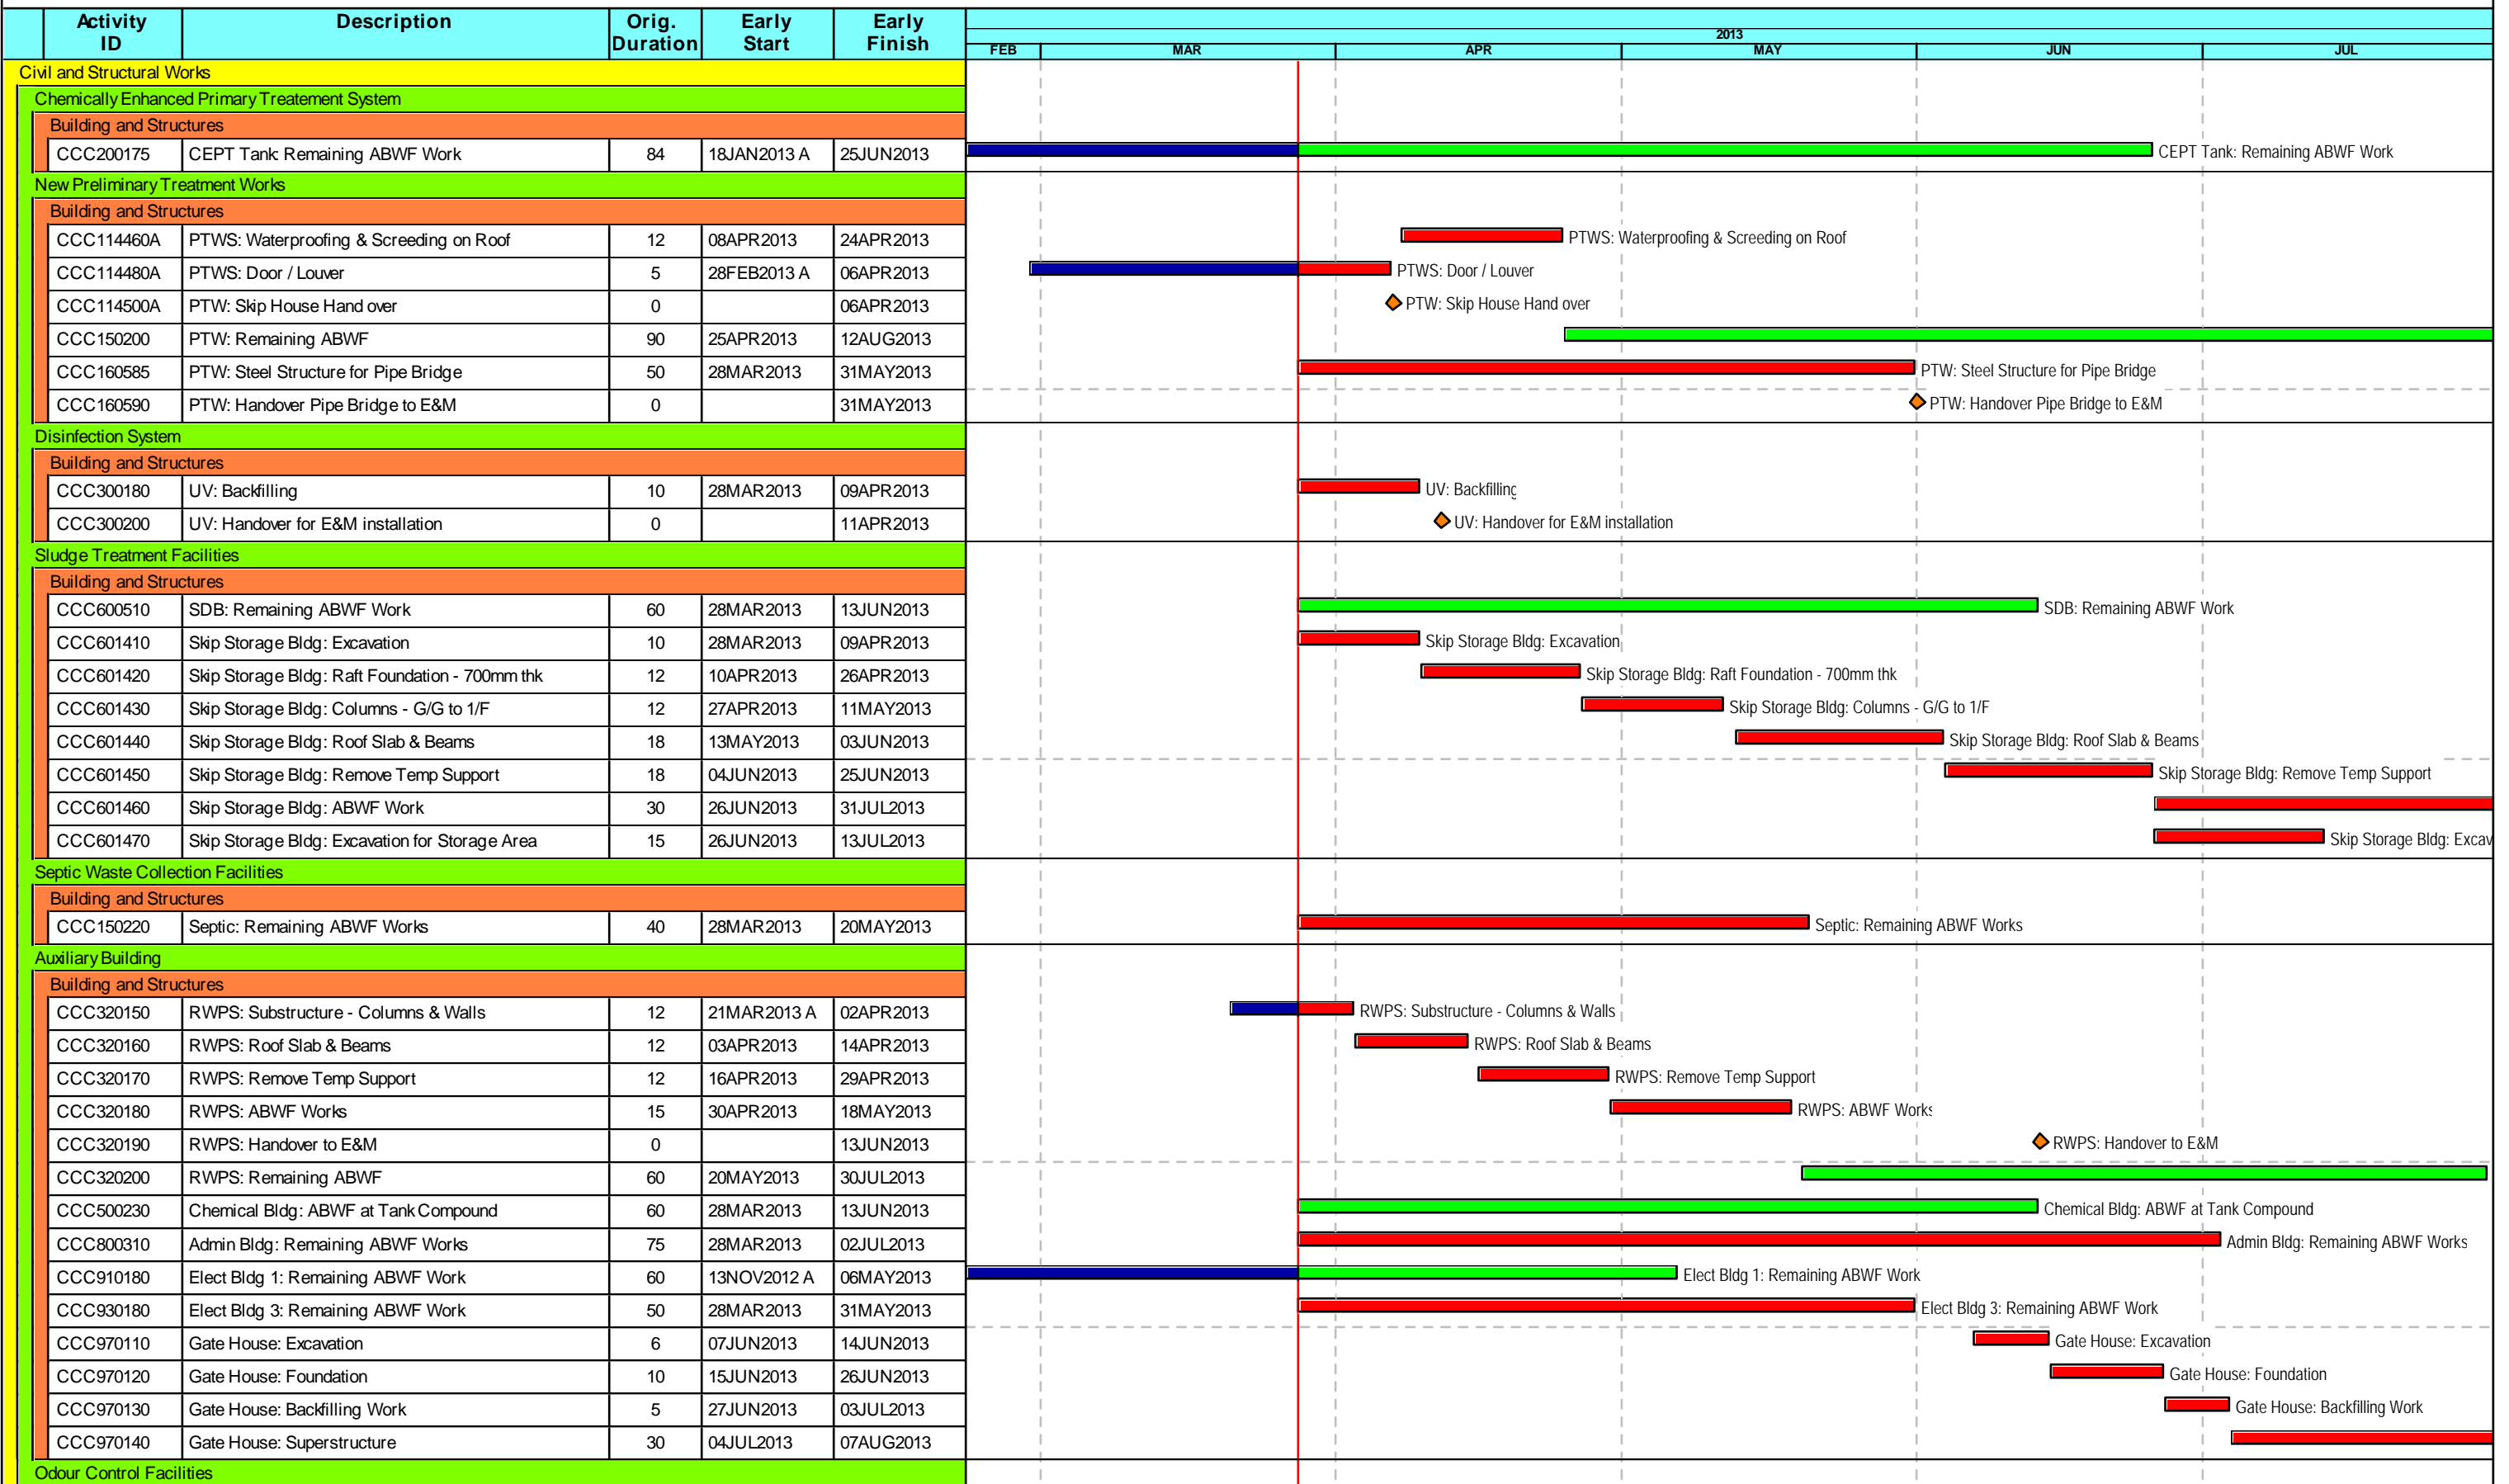 Activity ID Description Orig. Duration Early Start Early Finish
2013
FEB MAR APR MAY JUN JUL
Civil and Structural Works
Chemically Enhanced Primary Treatement System
Building and Structures
CCC200175 CEPT Tank: Remaining ABWF Work 84 18JAN2013 A 25JUN2013 CEPT Tank: Remaining ABWF Work
New Preliminary Treatment Works
Building and Structures
CCC114460A PTWS: Waterproofing & Screeding on Roof 12 08APR2013 24APR2013 PTWS: Waterproofing & Screeding on Roof
CCC114480A PTWS: Door / Louver 5 28FEB2013 A 06APR2013 PTWS: Door / Louver
CCC114500A PTW: Skip House Hand over 0 06APR2013 PTW: Skip House Hand over
CCC150200 PTW: Remaining ABWF 90 25APR2013 12AUG2013
CCC160585 PTW: Steel Structure for Pipe Bridge 50 28MAR2013 31MAY2013 PTW: Steel Structure for Pipe Bridge
CCC160590 PTW: Handover Pipe Bridge to E&M 0 31MAY2013 PTW: Handover Pipe Bridge to E&M
Disinfection System
Building and Structures
CCC300180 UV: Backfilling 10 28MAR2013 09APR2013 UV: Backfilling
CCC300200 UV: Handover for E&M installation 0 11APR2013 UV: Handover for E&M installation
Sludge Treatment Facilities
Building and Structures
CCC600510 SDB: Remaining ABWF Work 60 28MAR2013 13JUN2013 SDB: Remaining ABWF Work
CCC601410 Skip Storage Bldg: Excavation 10 28MAR2013 09APR2013 Skip Storage Bldg: Excavation
CCC601420 Skip Storage Bldg: Raft Foundation - 700mm thk 12 10APR2013 26APR2013 Skip Storage Bldg: Raft Foundation - 700mm thk
CCC601430 Skip Storage Bldg: Columns - G/G to 1/F 12 27APR2013 11MAY2013 Skip Storage Bldg: Columns - G/G to 1/F
CCC601440 Skip Storage Bldg: Roof Slab & Beams 18 13MAY2013 03JUN2013 Skip Storage Bldg: Roof Slab & Beams
CCC601450 Skip Storage Bldg: Remove Temp Support 18 04JUN2013 25JUN2013 Skip Storage Bldg: Remove Temp Support
CCC601460 Skip Storage Bldg: ABWF Work 30 26JUN2013 31JUL2013
CCC601470 Skip Storage Bldg: Excavation for Storage Area 15 26JUN2013 13JUL2013 Skip Storage Bldg: Excav
Septic Waste Collection Facilities
Building and Structures
CCC150220 Septic: Remaining ABWF Works 40 28MAR2013 20MAY2013 Septic: Remaining ABWF Works
Auxiliary Building
Building and Structures
CCC320150 RWPS: Substructure - Columns & Walls 12 21MAR2013 A 02APR2013 RWPS: Substructure - Columns & Walls
CCC320160 RWPS: Roof Slab & Beams 12 03APR2013 14APR2013 RWPS: Roof Slab & Beams
CCC320170 RWPS: Remove Temp Support 12 16APR2013 29APR2013 RWPS: Remove Temp Support
CCC320180 RWPS: ABWF Works 15 30APR2013 18MAY2013 RWPS: ABWF Works
CCC320190 RWPS: Handover to E&M 0 13JUN2013 RWPS: Handover to E&M
CCC320200 RWPS: Remaining ABWF 60 20MAY2013 30JUL2013
CCC500230 Chemical Bldg: ABWF at Tank Compound 60 28MAR2013 13JUN2013 Chemical Bldg: ABWF at Tank Compound
CCC800310 Admin Bldg: Remaining ABWF Works 75 28MAR2013 02JUL2013 Admin Bldg: Remaining ABWF Works
CCC910180 Elect Bldg 1: Remaining ABWF Work 60 13NOV2012 A 06MAY2013 Elect Bldg 1: Remaining ABWF Work
CCC930180 Elect Bldg 3: Remaining ABWF Work 50 28MAR2013 31MAY2013 Elect Bldg 3: Remaining ABWF Work
CCC970110 Gate House: Excavation 6 07JUN2013 14JUN2013 Gate House: Excavation
CCC970120 Gate House: Foundation 10 15JUN2013 26JUN2013 Gate House: Foundation
CCC970130 Gate House: Backfilling Work 5 27JUN2013 03JUL2013 Gate House: Backfilling Work
CCC970140 Gate House: Superstructure 30 04JUL2013 07AUG2013
Odour Control Facilities